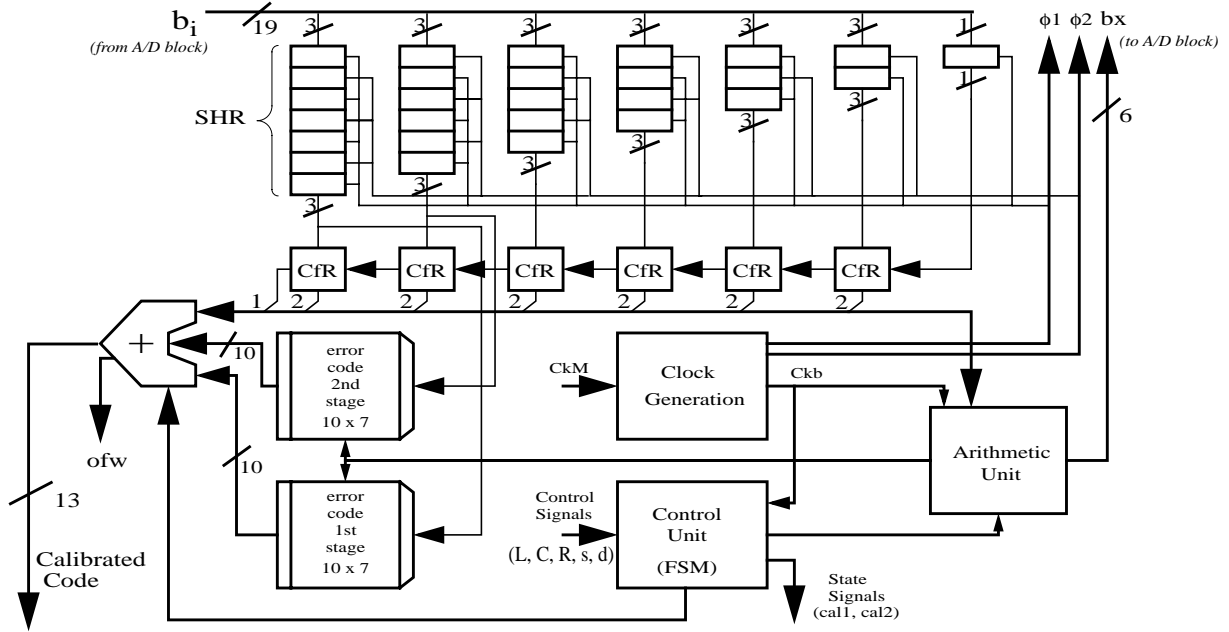 b_i
19
3
3
3
3
3
3
1
ϕ1 ϕ2 bx
(from A/D block)
(to A/D block)
SHR
1
3
3
3
3
3
3
6
CfR
CfR
CfR
CfR
CfR
CfR
1
2
2
2
2
2
2
+
10
error
code
2nd
stage
10 x 7
CkM
Clock
Generation
Ckb
ofw
10
Arithmetic
Unit
13
error
code
1st
stage
10 x 7
Control
Signals
(L, C, R, s, d)
Control
Unit
(FSM)
Calibrated
Code
State
Signals
(cal1, cal2)